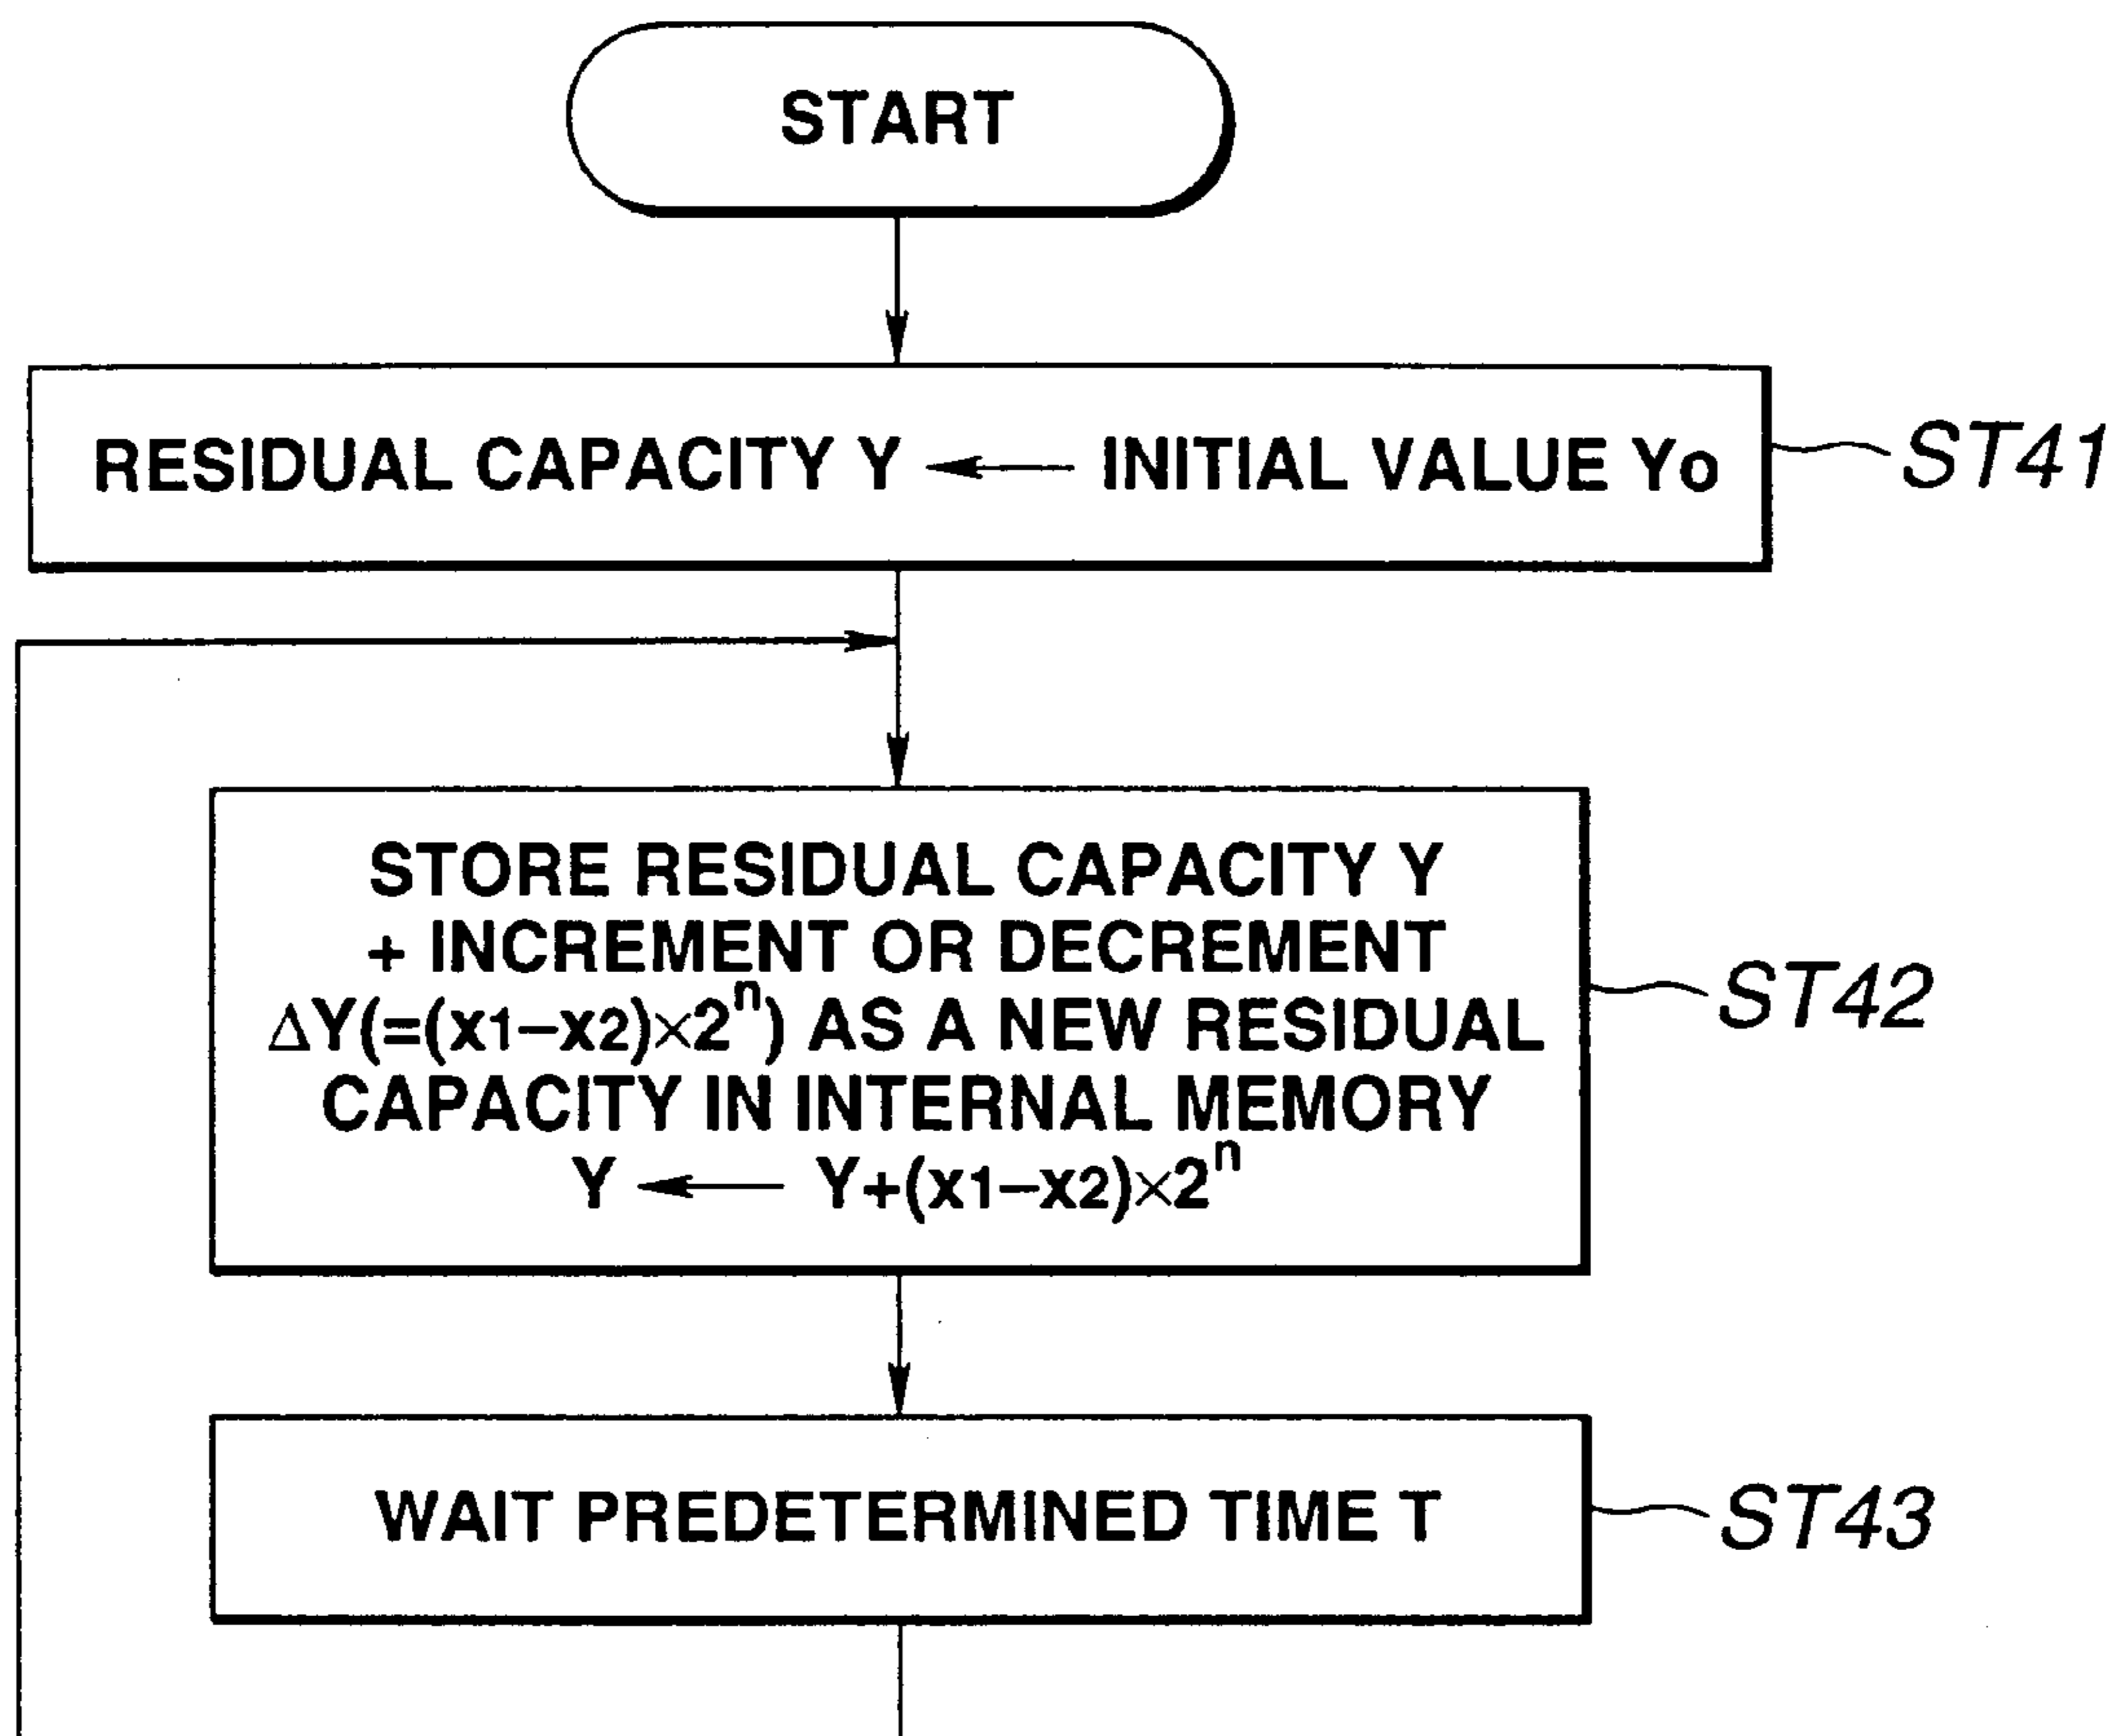 START
RESIDUAL CAPACITY Y ← INITIAL VALUE Yo
ST41
STORE RESIDUAL CAPACITY Y
+ INCREMENT OR DECREMENT
ΔY(=(x1−x2)×2ⁿ) AS A NEW RESIDUAL
CAPACITY IN INTERNAL MEMORY
Y ← Y+(x1−x2)×2ⁿ
ST42
WAIT PREDETERMINED TIME T
ST43